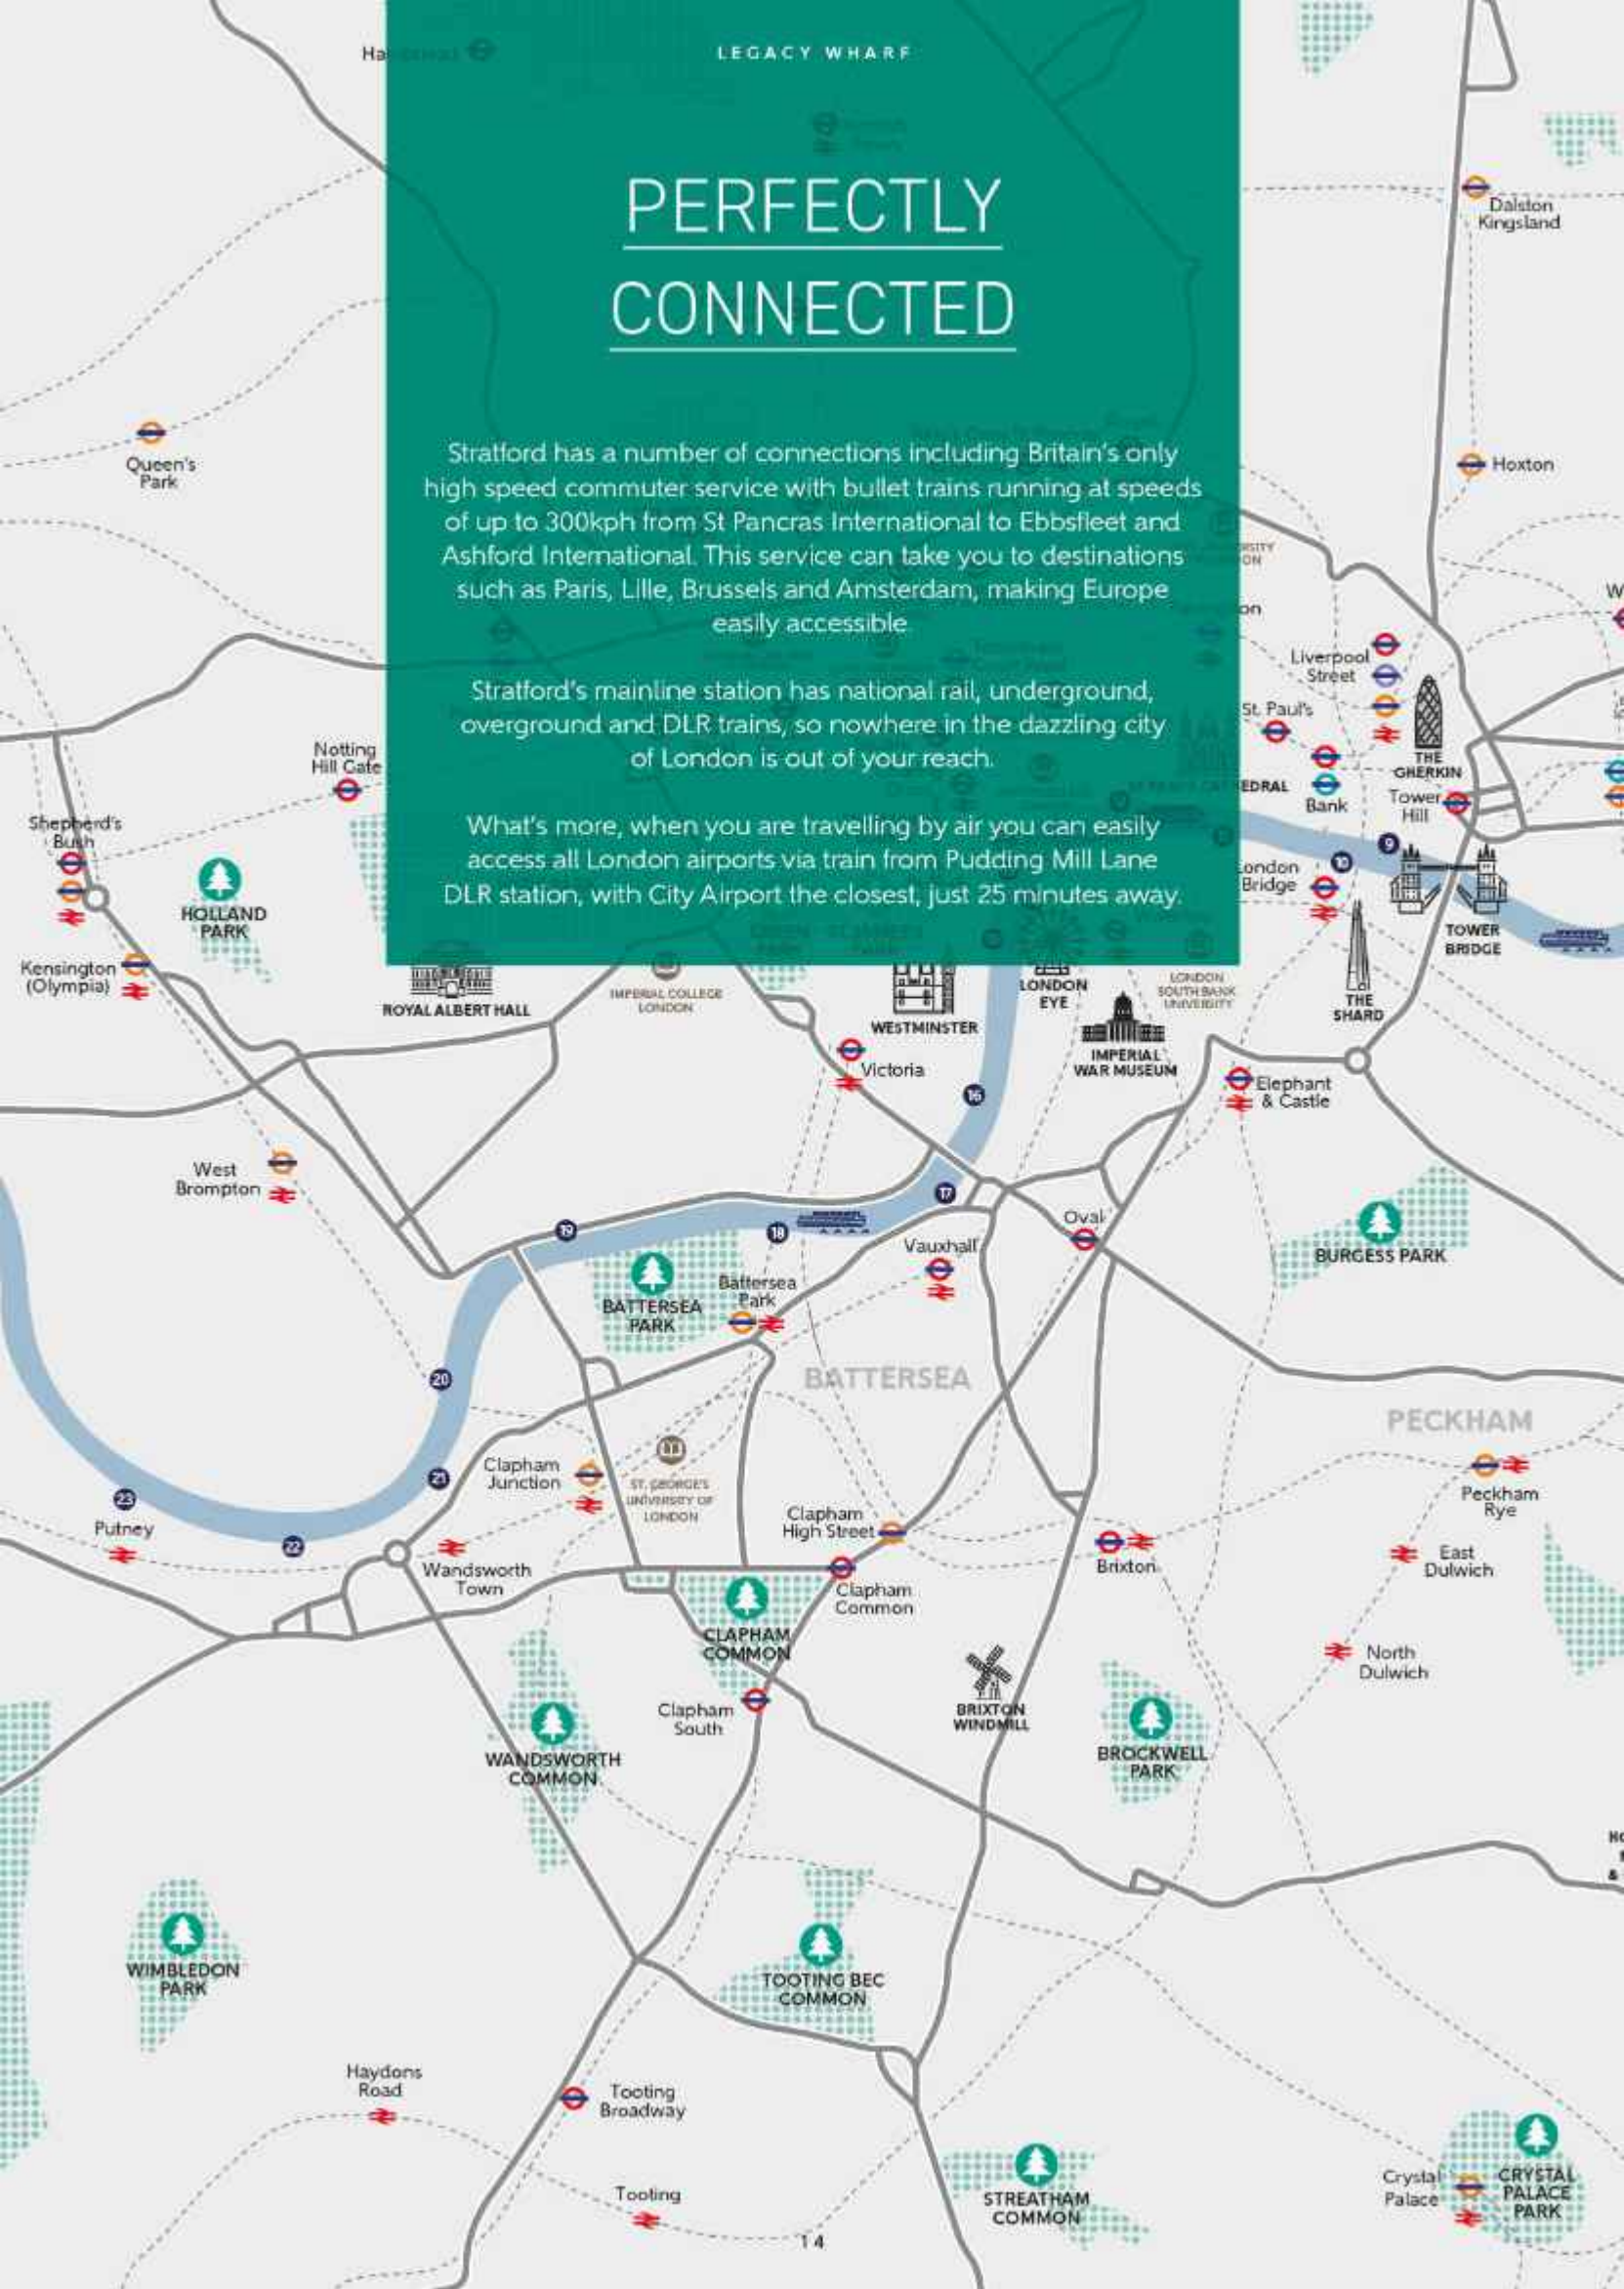 LEGACY WHARF
PERFECTLY
CONNECTED
Stratford has a number of connections including Britain's only
high speed commuter service with bullet trains running at speeds
of up to 300kph from St Pancras International to Ebbsfleet and
Ashford International. This service can take you to destinations
such as Paris, Lille, Brussels and Amsterdam, making Europe
easily accessible.
Stratford's mainline station has national rail, underground,
overground and DLR trains, so nowhere in the dazzling city
of London is out of your reach.
What's more, when you are travelling by air you can easily
access all London airports via train from Pudding Mill Lane
DLR station, with City Airport the closest, just 25 minutes away.
Dalston
Kingsland
Queen's
Park
Hoxton
Liverpool
Street
St. Paul's
THE
GHERKIN
Bank
Tower
Hill
9
10
London
Bridge
TOWER
BRIDGE
THE
SHARD
Notting
Hill Gate
Shepherd's
Bush
HOLLAND
PARK
Kensington
(Olympia)
ROYAL ALBERT HALL
IMPERIAL COLLEGE
LONDON
WESTMINSTER
LONDON
EYE
LONDON
SOUTH BANK
UNIVERSITY
IMPERIAL
WAR MUSEUM
Victoria
Elephant
& Castle
16
West
Brompton
17
18
19
Oval
Vauxhall
BURGESS PARK
BATTERSEA
PARK
Battersea
Park
BATTERSEA
20
PECKHAM
Clapham
Junction
21
ST. GEORGE'S
UNIVERSITY OF
LONDON
Peckham
Rye
23
Putney
22
Clapham
High Street
Wandsworth
Town
Brixton
East
Dulwich
Clapham
Common
CLAPHAM
COMMON
North
Dulwich
Clapham
South
BRIXTON
WINDMILL
WANDSWORTH
COMMON
BROCKWELL
PARK
WIMBLEDON
PARK
TOOTING BEC
COMMON
Haydons
Road
Tooting
Broadway
Tooting
STREATHAM
COMMON
Crystal
Palace
CRYSTAL
PALACE
PARK
14